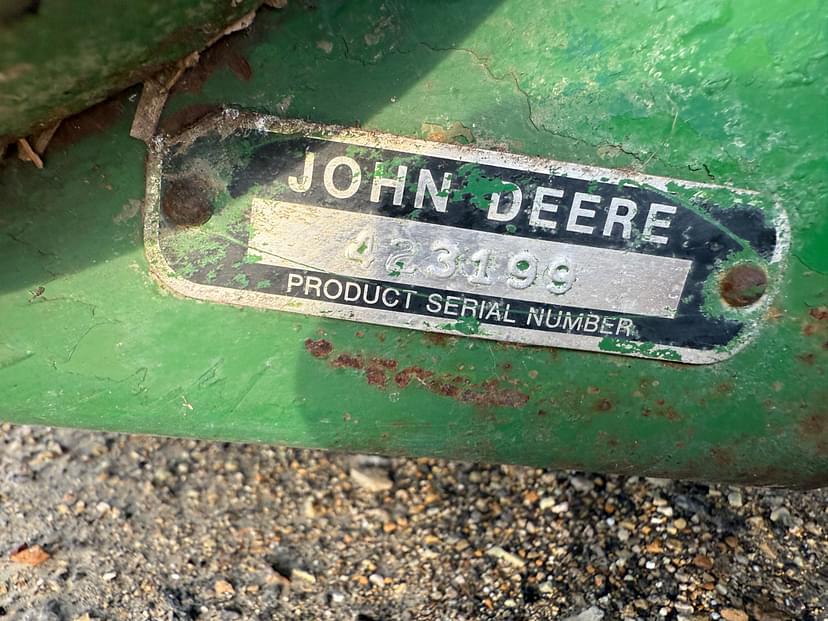 JOHN DEERE
423199
PRODUCT SERIAL NUMBER